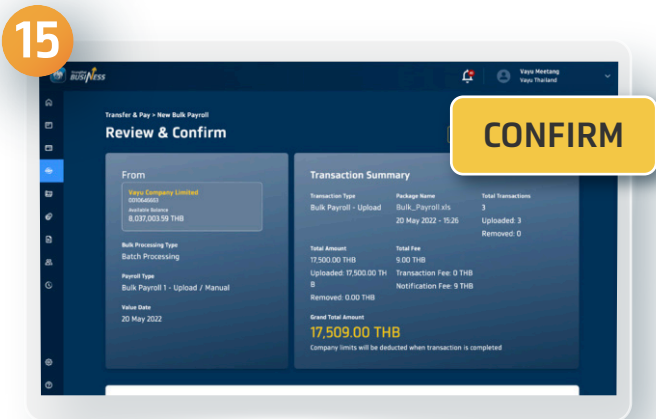 15
BUSINESS
Vayu Meetang
Vayu Thailand
Transfer & Pay > New Bulk Payroll
Review & Confirm
CONFIRM
From
Vayu Company Limited
Available Balance
8,037,003.59 THB
Bulk Processing Type
Batch Processing
Payroll Type
Bulk Payroll 1 - Upload / Manual
Value Date
20 May 2022
Transaction Summary
Transaction Type
Bulk Payroll - Upload
Package Name
Bulk_Payroll.xls
20 May 2022 - 15:26
Total Transactions
3
Uploaded: 3
Removed: 0
Total Amount
17,500.00 THB
Uploaded: 17,500.00 TH
B
Removed: 0.00 THB
Total Fee
9.00 THB
Transaction Fee: 0 THB
Notification Fee: 9 THB
Grand Total Amount
17,509.00 THB
Company limits will be deducted when transaction is completed